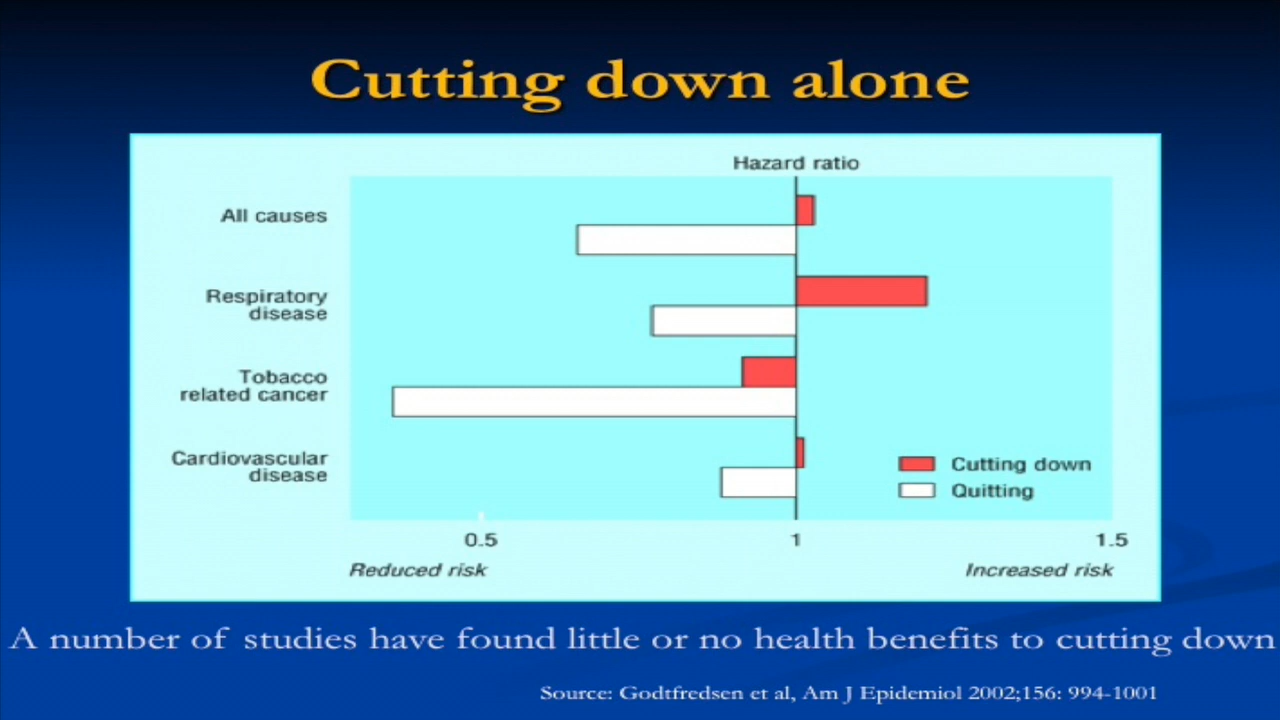 Cutting down alone
Hazard ratio
All causes
Respiratory
disease
Tobacco
related cancer
Cardiovascular
disease
Cutting down
Quitting
0.5
1
1.5
Reduced risk
Increased risk
A number of studies have found little or no health benefits to cutting down
Source: Godtfredsen et al, Am J Epidemiol 2002;156: 994-1001